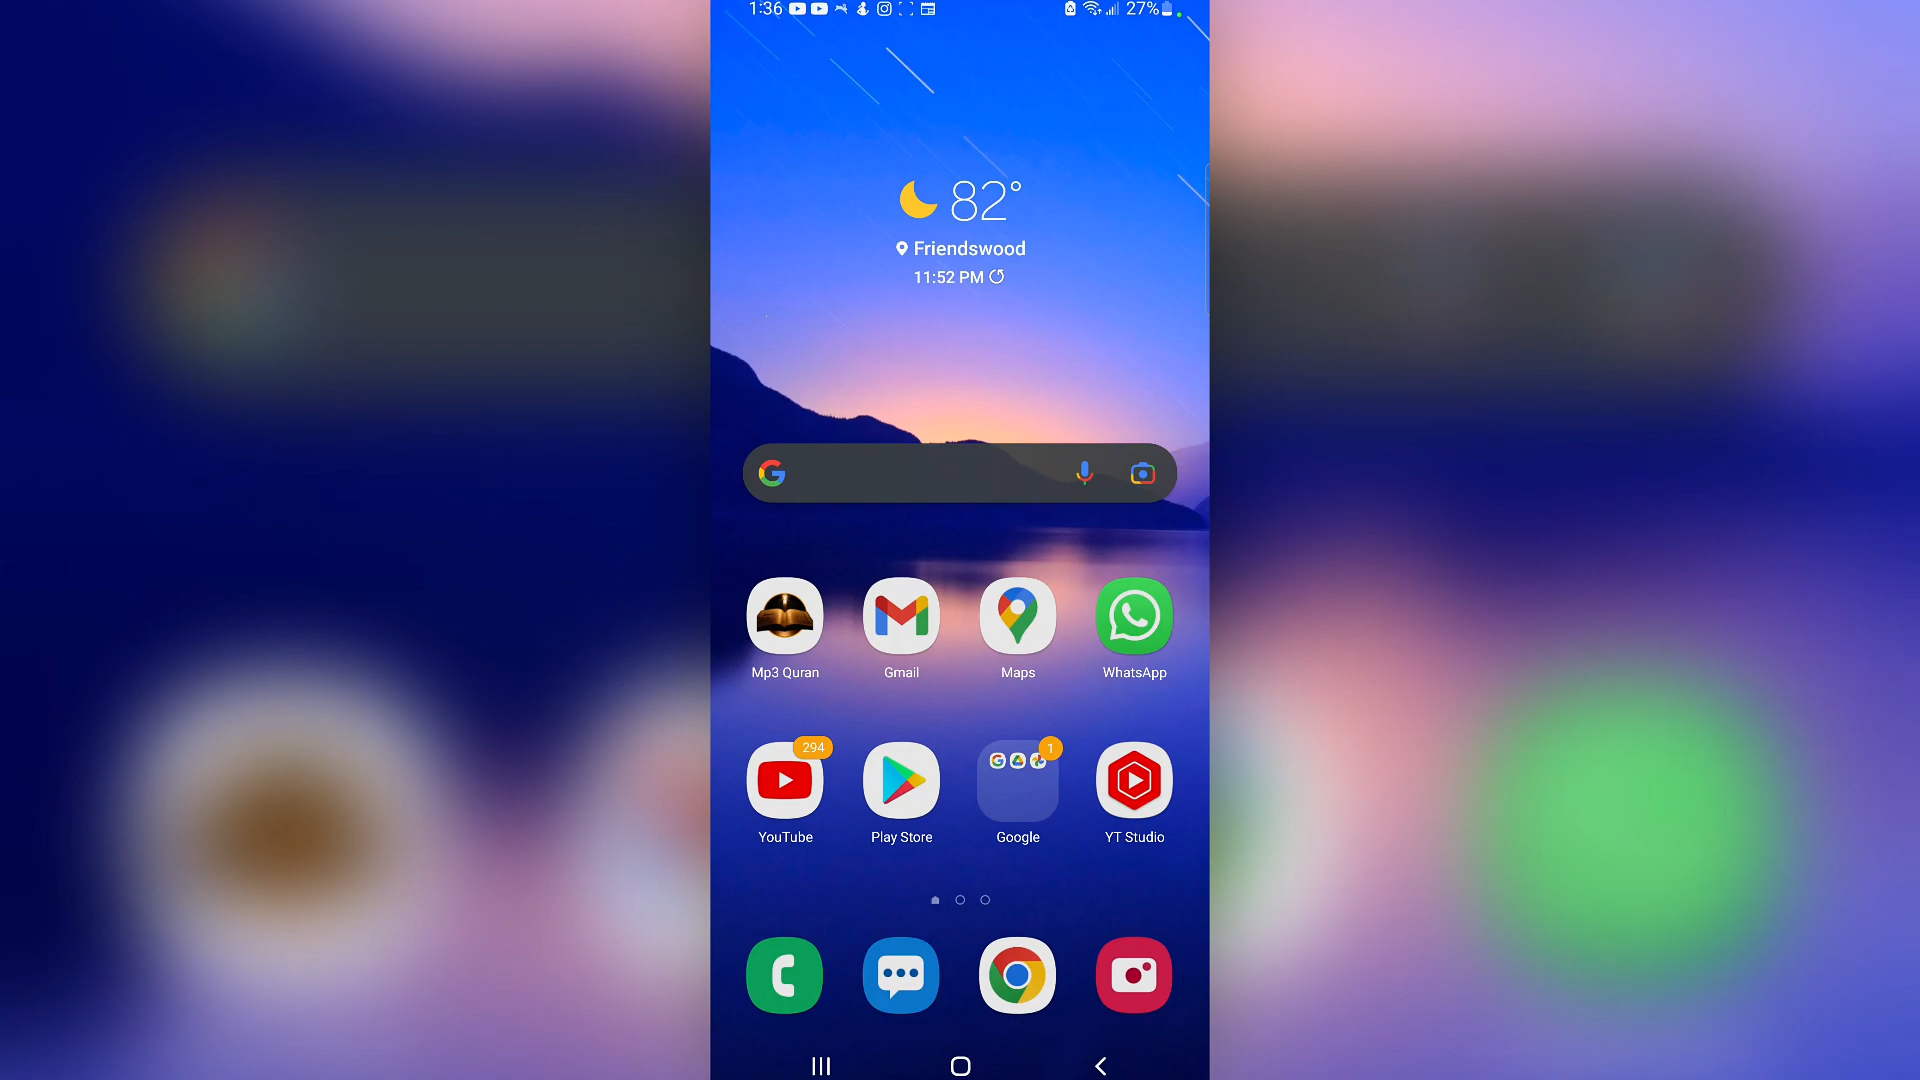 1:36
27%
82°
Friendswood
11:52 PM
Mp3 Quran
Gmail
Maps
WhatsApp
294
1
YouTube
Play Store
Google
YT Studio